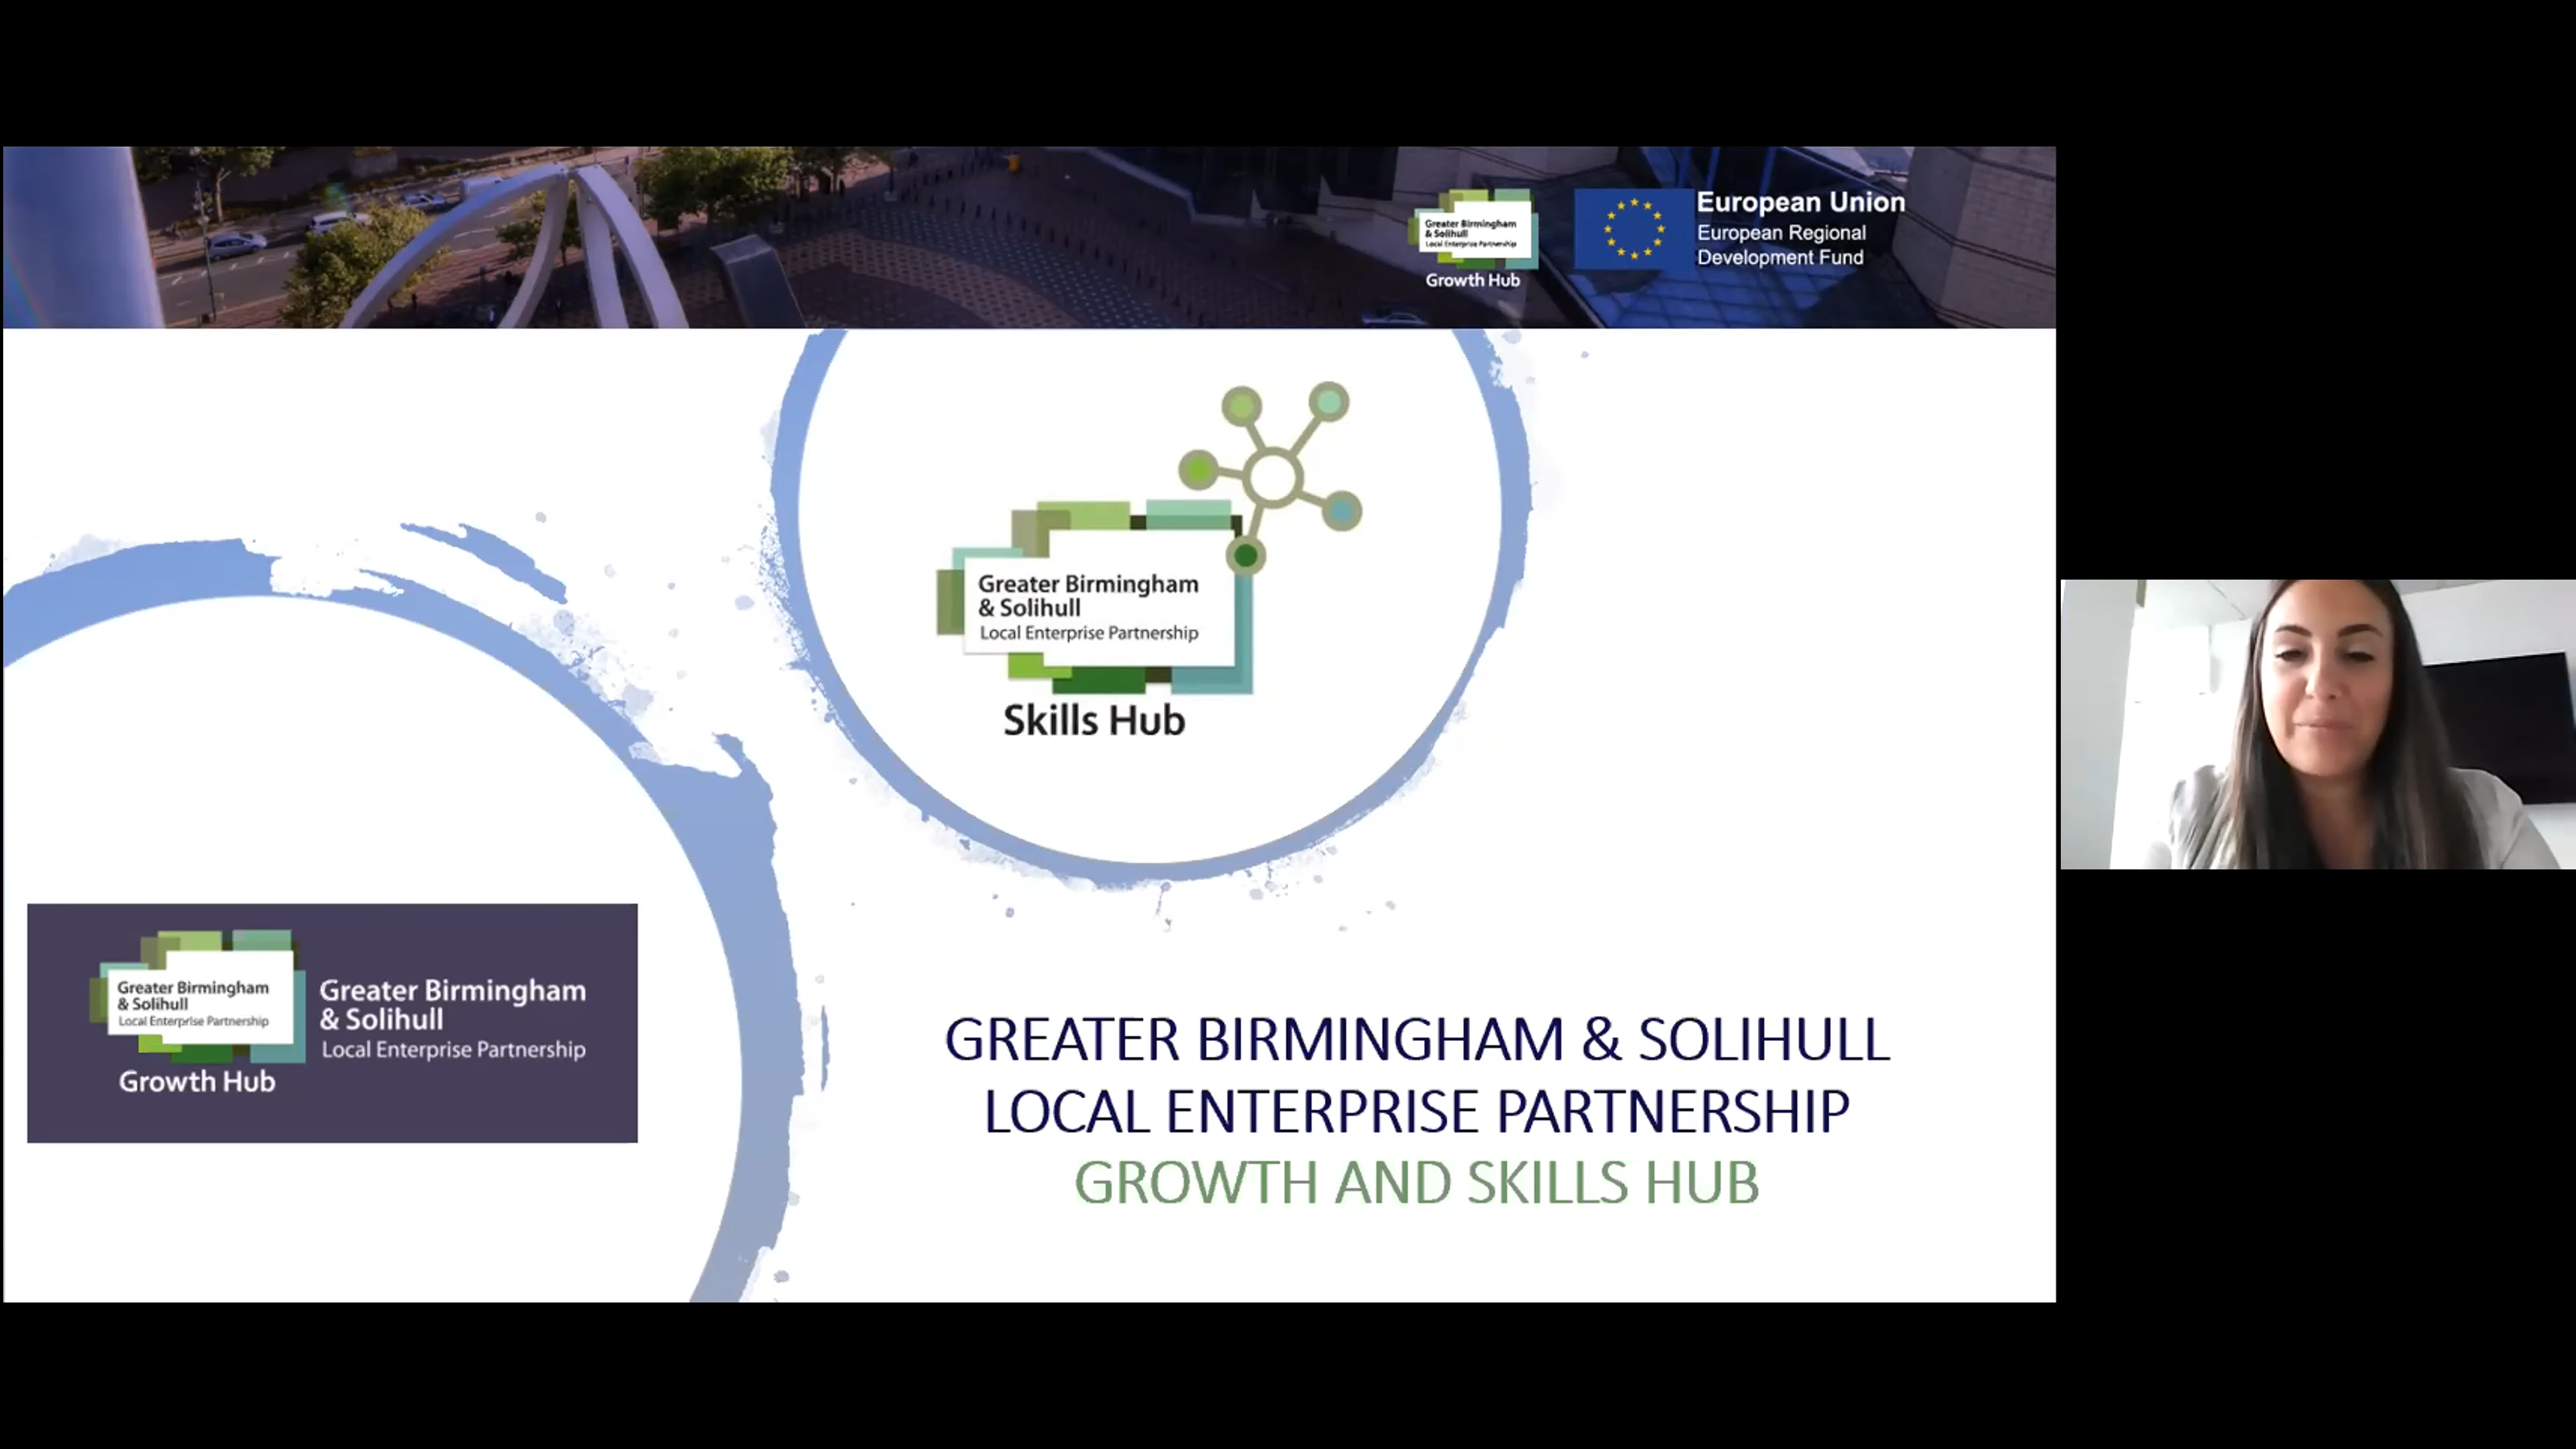 Greater Birmingham
& Solihull
Local Enterprise Partnership
Growth Hub
European Union
European Regional
Development Fund
Greater Birmingham
& Solihull
Local Enterprise Partnership
Skills Hub
Greater Birmingham
& Solihull
Local Enterprise Partnership
Growth Hub
Greater Birmingham
& Solihull
Local Enterprise Partnership
GREATER BIRMINGHAM & SOLIHULL
LOCAL ENTERPRISE PARTNERSHIP
GROWTH AND SKILLS HUB